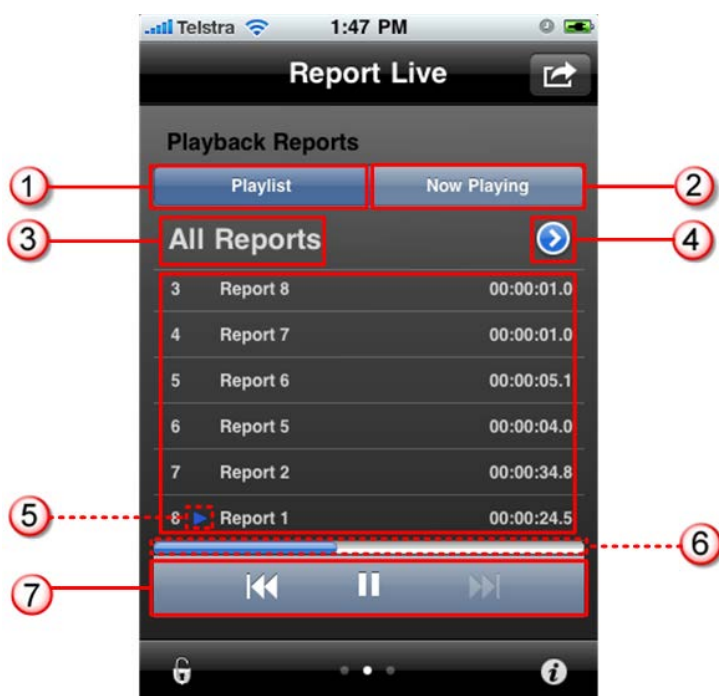 Telstra 1:47 PM
Report Live
Playback Reports
1 Playlist Now Playing 2
3 All Reports 4
3 Report 8 00:00:01.0
4 Report 7 00:00:01.0
5 Report 6 00:00:05.1
6 Report 5 00:00:04.0
7 Report 2 00:00:34.8
5 8 Report 1 00:00:24.5
6
7
i